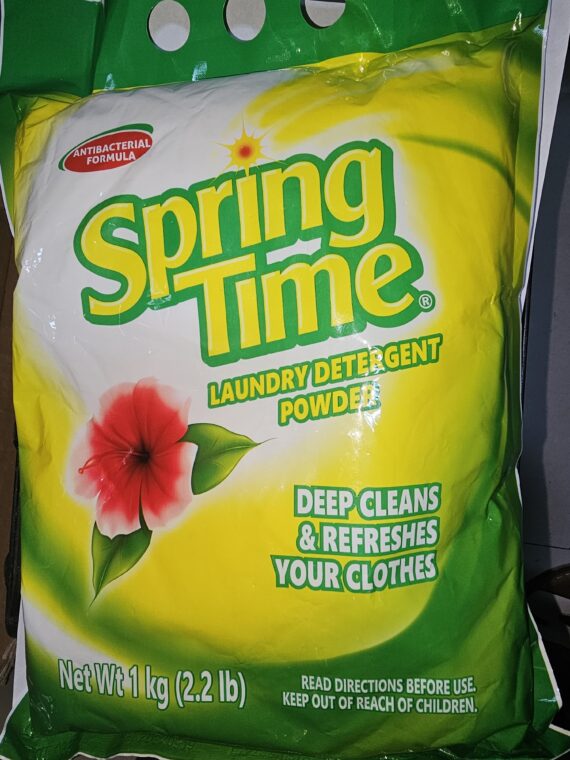 ANTIBACTERIAL
FORMULA
Spring
Time®
LAUNDRY DETERGENT
POWDER
DEEP CLEANS
& REFRESHES
YOUR CLOTHES
Net Wt 1 kg (2.2 lb)
READ DIRECTIONS BEFORE USE.
KEEP OUT OF REACH OF CHILDREN.